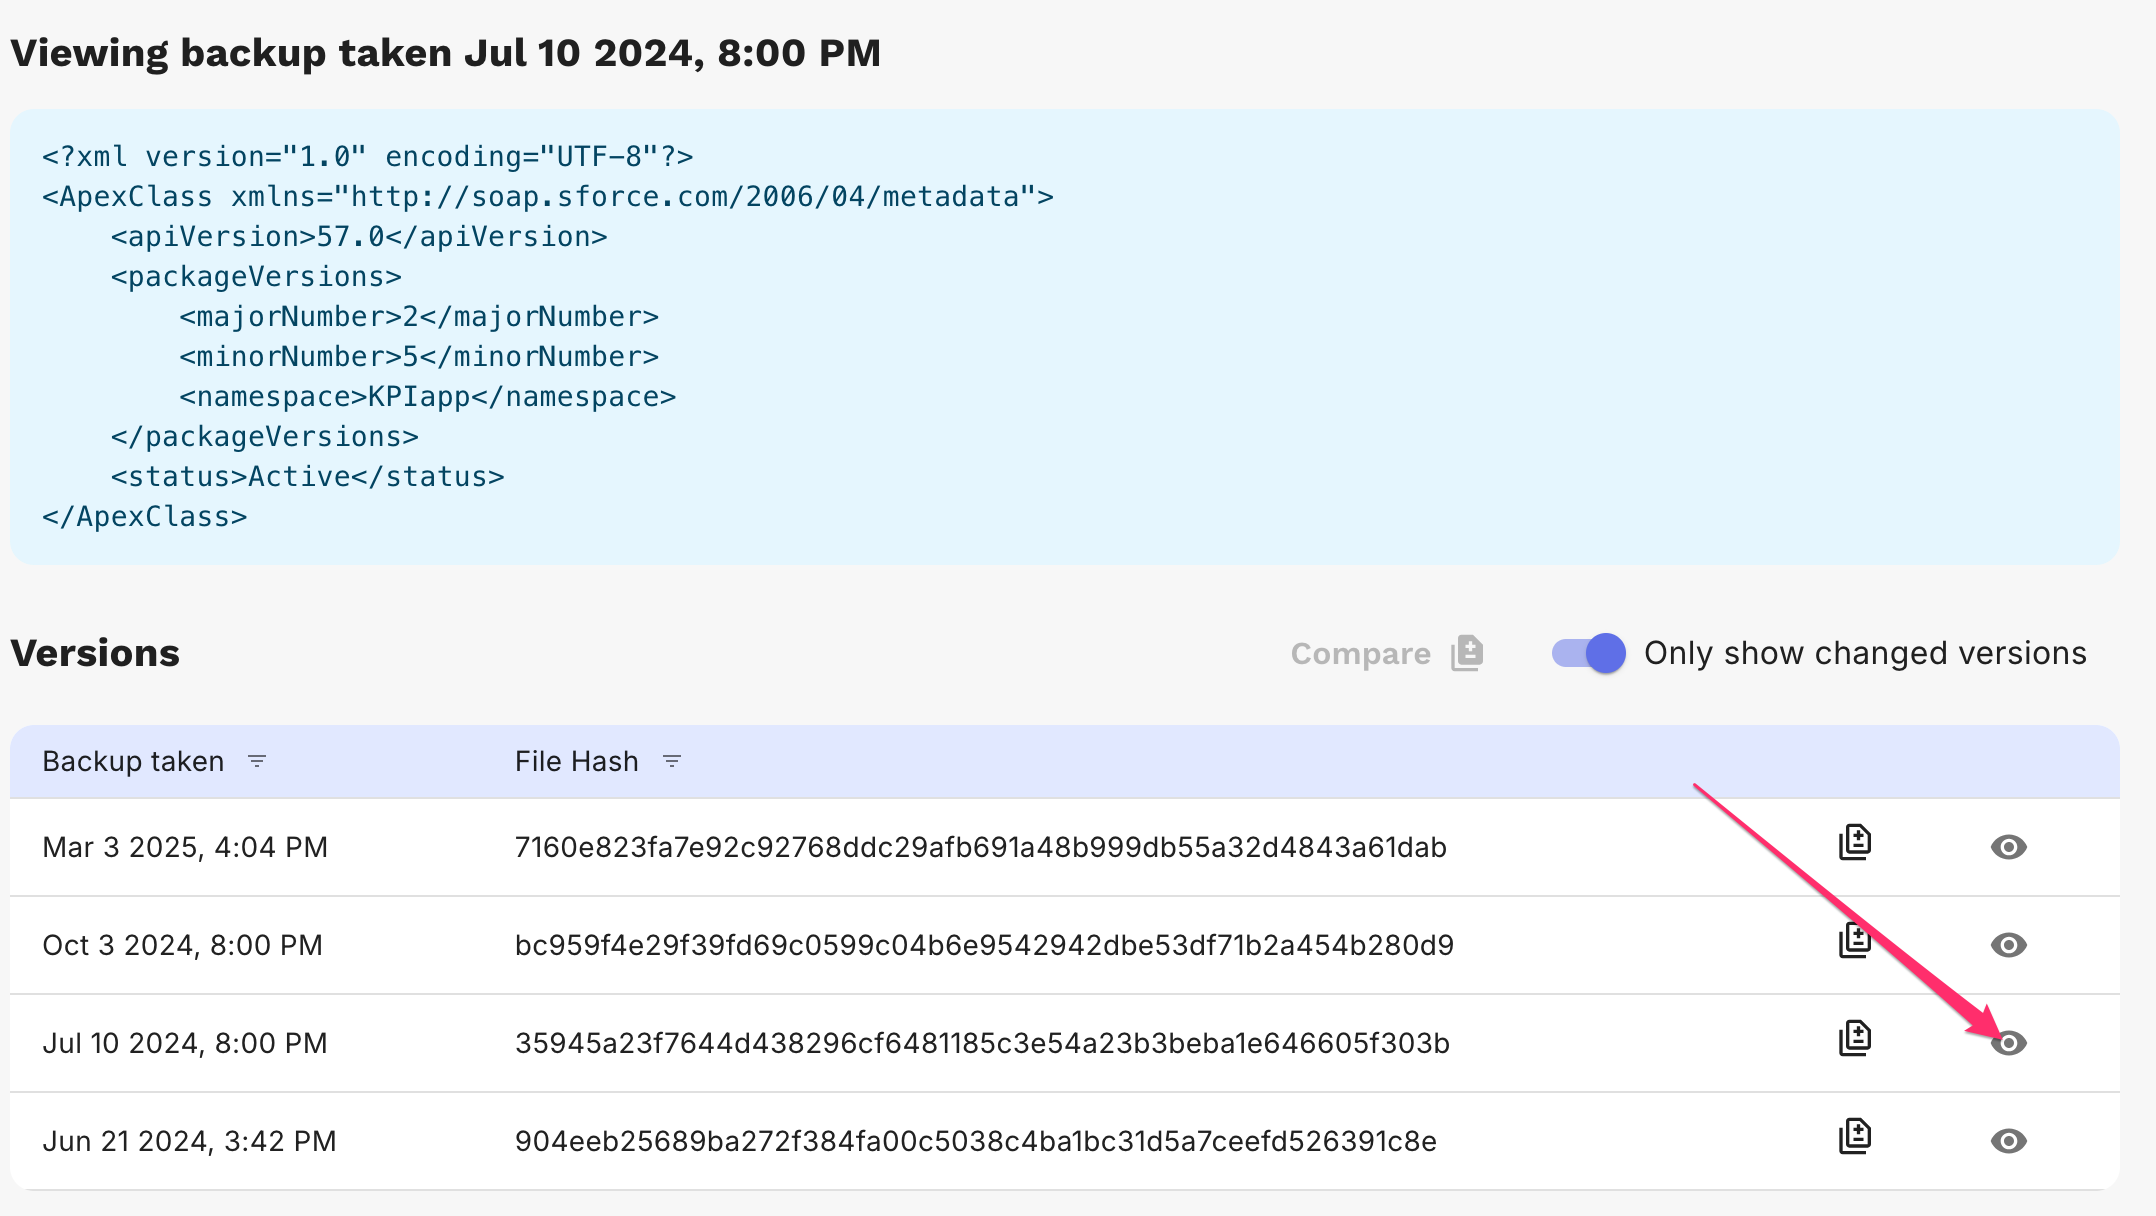 Viewing backup taken Jul 10 2024, 8:00 PM
<?xml version="1.0" encoding="UTF-8"?>
<ApexClass xmlns="http://soap.sforce.com/2006/04/metadata">
    <apiVersion>57.0</apiVersion>
    <packageVersions>
        <majorNumber>2</majorNumber>
        <minorNumber>5</minorNumber>
        <namespace>KPIapp</namespace>
    </packageVersions>
    <status>Active</status>
</ApexClass>
Versions Compare Only show changed versions
Backup taken File Hash
Mar 3 2025, 4:04 PM 7160e823fa7e92c92768ddc29afb691a48b999db55a32d4843a61dab
Oct 3 2024, 8:00 PM bc959f4e29f39fd69c0599c04b6e9542942dbe53df71b2a454b280d9
Jul 10 2024, 8:00 PM 35945a23f7644d438296cf6481185c3e54a23b3beba1e646605f303b
Jun 21 2024, 3:42 PM 904eeb25689ba272f384fa00c5038c4ba1bc31d5a7ceefd526391c8e